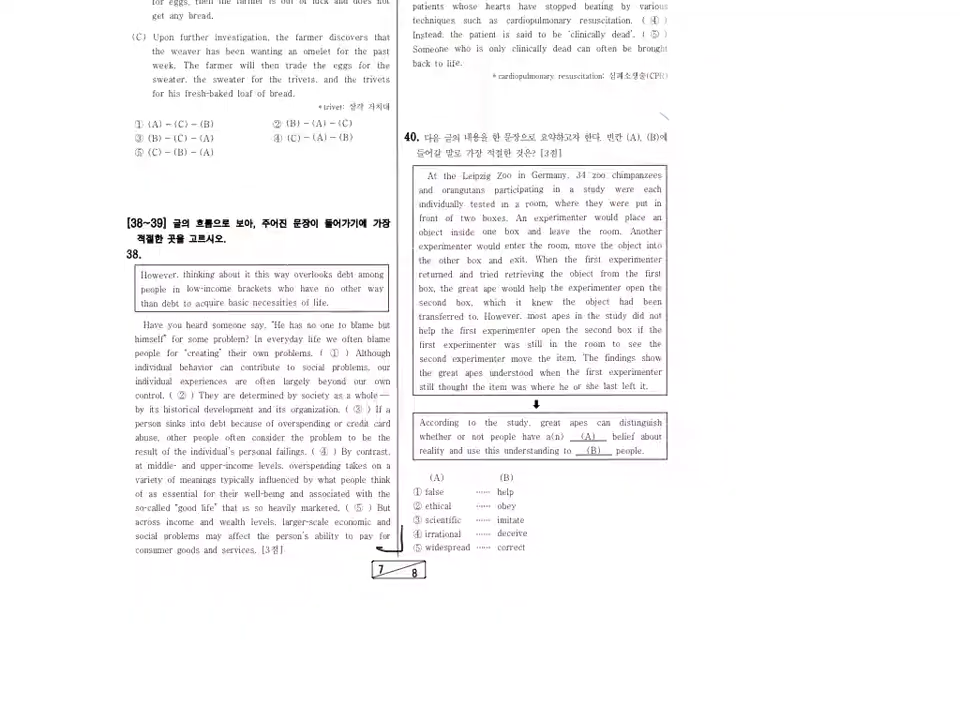 for eggs, then the farmer is out of luck and does not
get any bread.
(C) Upon further investigation, the farmer discovers that
the weaver has been wanting an omelet for the past
week. The farmer will then trade the eggs for the
sweater, the sweater for the trivets, and the trivets
for his fresh-baked loaf of bread.
* trivet: 삼각 거치대
① (A) - (C) - (B) ② (B) - (A) - (C)
③ (B) - (C) - (A) ④ (C) - (A) - (B)
⑤ (C) - (B) - (A)
[38~39] 글의 흐름으로 보아, 주어진 문장이 들어가기에 가장
적절한 곳을 고르시오.
38.
However, thinking about it this way overlooks debt among
people in low-income brackets who have no other way
than debt to acquire basic necessities of life.
Have you heard someone say, "He has no one to blame but
himself" for some problem? In everyday life we often blame
people for "creating" their own problems. ( ① ) Although
individual behavior can contribute to social problems, our
individual experiences are often largely beyond our own
control. ( ② ) They are determined by society as a whole—
by its historical development and its organization. ( ③ ) If a
person sinks into debt because of overspending or credit card
abuse, other people often consider the problem to be the
result of the individual's personal failings. ( ④ ) By contrast,
at middle- and upper-income levels, overspending takes on a
variety of meanings typically influenced by what people think
of as essential for their well-being and associated with the
so-called "good life" that is so heavily marketed. ( ⑤ ) But
across income and wealth levels, larger-scale economic and
social problems may affect the person's ability to pay for
consumer goods and services. [3점]
patients whose hearts have stopped beating by various
techniques such as cardiopulmonary resuscitation. ( ④ )
Instead, the patient is said to be 'clinically dead'. ( ⑤ )
Someone who is only clinically dead can often be brought
back to life.
* cardiopulmonary resuscitation: 심폐소생술(CPR)
40. 다음 글의 내용을 한 문장으로 요약하고자 한다. 빈칸 (A), (B)에
들어갈 말로 가장 적절한 것은? [3점]
At the Leipzig Zoo in Germany, 34 zoo chimpanzees
and orangutans participating in a study were each
individually tested in a room, where they were put in
front of two boxes. An experimenter would place an
object inside one box and leave the room. Another
experimenter would enter the room, move the object into
the other box and exit. When the first experimenter
returned and tried retrieving the object from the first
box, the great ape would help the experimenter open the
second box, which it knew the object had been
transferred to. However, most apes in the study did not
help the first experimenter open the second box if the
first experimenter was still in the room to see the
second experimenter move the item. The findings show
the great apes understood when the first experimenter
still thought the item was where he or she last left it.
According to the study, great apes can distinguish
whether or not people have a(n) (A) belief about
reality and use this understanding to (B) people.
(A) (B)
① false …… help
② ethical …… obey
③ scientific …… imitate
④ irrational …… deceive
⑤ widespread …… correct
7 8